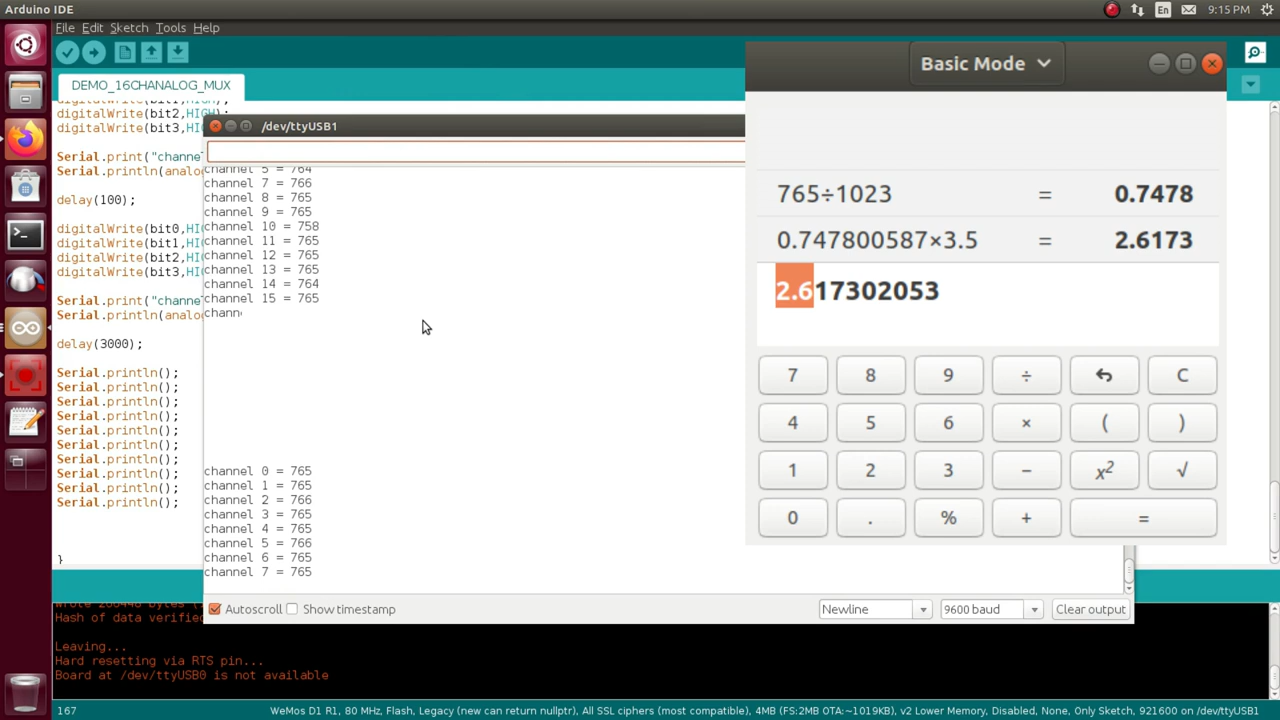 Arduino IDE
En
9:15 PM
File Edit Sketch Tools Help
DEMO_16CHANALOG_MUX
digitalWrite(bit2,HIGH);
digitalWrite(bit3,HI
Serial.print("channel
Serial.println(analo
delay(100);
digitalWrite(bit0,HI
digitalWrite(bit1,HI
digitalWrite(bit2,HI
digitalWrite(bit3,HI
Serial.print("channe
Serial.println(analo
delay(3000);
Serial.println();
Serial.println();
Serial.println();
Serial.println();
Serial.println();
Serial.println();
Serial.println();
Serial.println();
Serial.println();
Serial.println();
}
/dev/ttyUSB1
channel 5 = 764
channel 7 = 766
channel 8 = 765
channel 9 = 765
channel 10 = 758
channel 11 = 765
channel 12 = 765
channel 13 = 765
channel 14 = 764
channel 15 = 765
chann
channel 0 = 765
channel 1 = 765
channel 2 = 766
channel 3 = 765
channel 4 = 765
channel 5 = 766
channel 6 = 765
channel 7 = 765
Autoscroll Show timestamp
Newline
9600 baud
Clear output
Basic Mode
765÷1023 = 0.7478
0.747800587×3.5 = 2.6173
2.617302053
7 8 9 ÷ C
4 5 6 × ( )
1 2 3 − x² √
0 . % + =
Hash of data verifie
Leaving...
Hard resetting via RTS pin...
Board at /dev/ttyUSB0 is not available
167
WeMos D1 R1, 80 MHz, Flash, Legacy (new can return nullptr), All SSL ciphers (most compatible), 4MB (FS:2MB OTA:~1019KB), v2 Lower Memory, Disabled, None, Only Sketch, 921600 on /dev/ttyUSB1